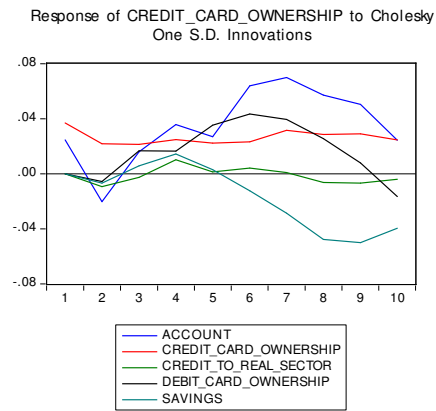 Response of CREDIT_CARD_OWNERSHIP to Cholesky
One S.D. Innovations
.08
.04
.00
-.04
-.08
1 2 3 4 5 6 7 8 9 10
ACCOUNT
CREDIT_CARD_OWNERSHIP
CREDIT_TO_REAL_SECTOR
DEBIT_CARD_OWNERSHIP
SAVINGS